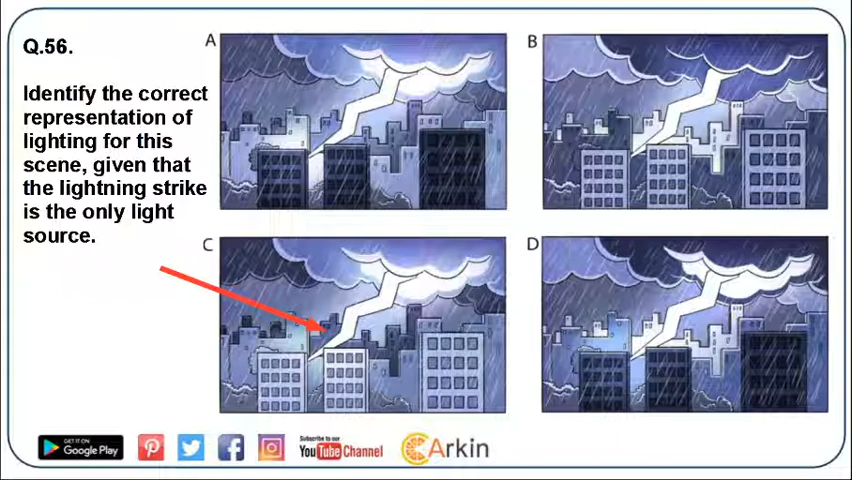 Q.56.
Identify the correct
representation of
lighting for this
scene, given that
the lightning strike
is the only light
source.
A
B
C
D
GET IT ON
Google Play
Subscribe to our
YouTube Channel
Arkin